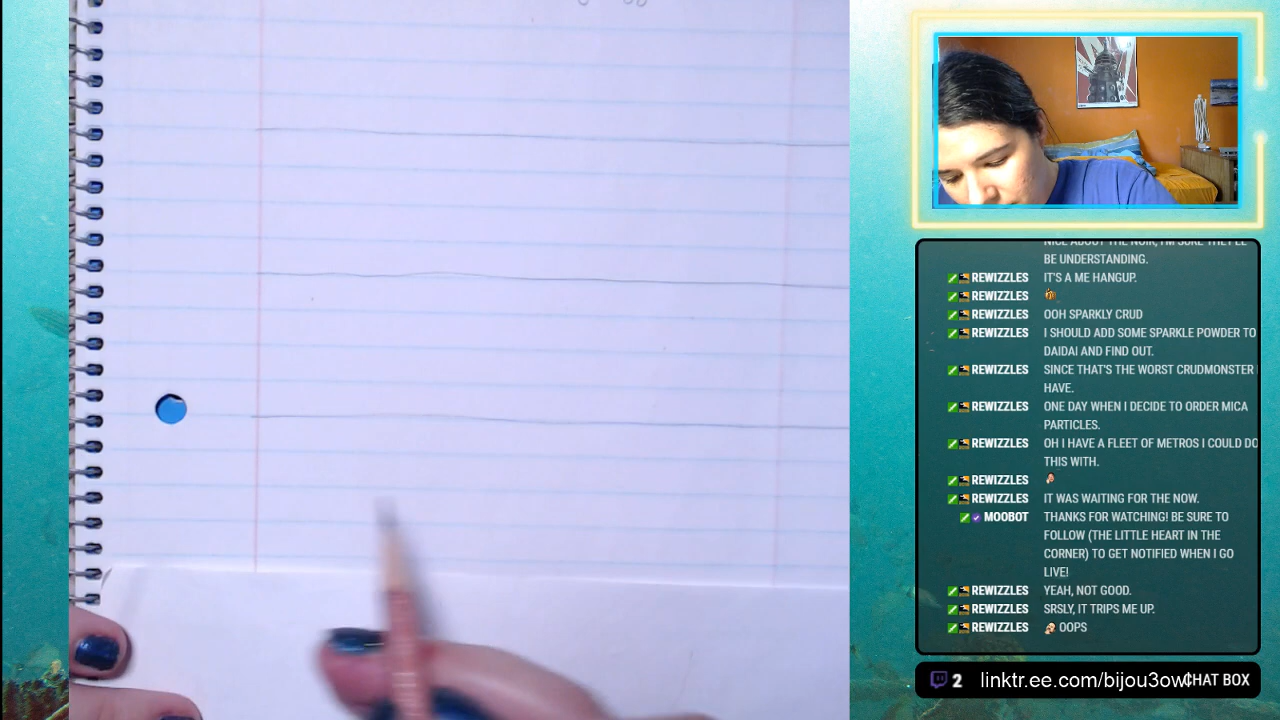 NICE ABOUT THE NOIR, I'M SURE THEY'LL
BE UNDERSTANDING.
REWIZZLES IT'S A ME HANGUP.
REWIZZLES
REWIZZLES OOH SPARKLY CRUD
REWIZZLES I SHOULD ADD SOME SPARKLE POWDER TO
DAIDAI AND FIND OUT.
REWIZZLES SINCE THAT'S THE WORST CRUDMONSTER I
HAVE.
REWIZZLES ONE DAY WHEN I DECIDE TO ORDER MICA
PARTICLES.
REWIZZLES OH I HAVE A FLEET OF METROS I COULD DO
THIS WITH.
REWIZZLES
REWIZZLES IT WAS WAITING FOR THE NOW.
MOOBOT THANKS FOR WATCHING! BE SURE TO
FOLLOW (THE LITTLE HEART IN THE
CORNER) TO GET NOTIFIED WHEN I GO
LIVE!
REWIZZLES YEAH, NOT GOOD.
REWIZZLES SRSLY, IT TRIPS ME UP.
REWIZZLES OOPS
2 linktr.ee.com/bijou3owl CHAT BOX